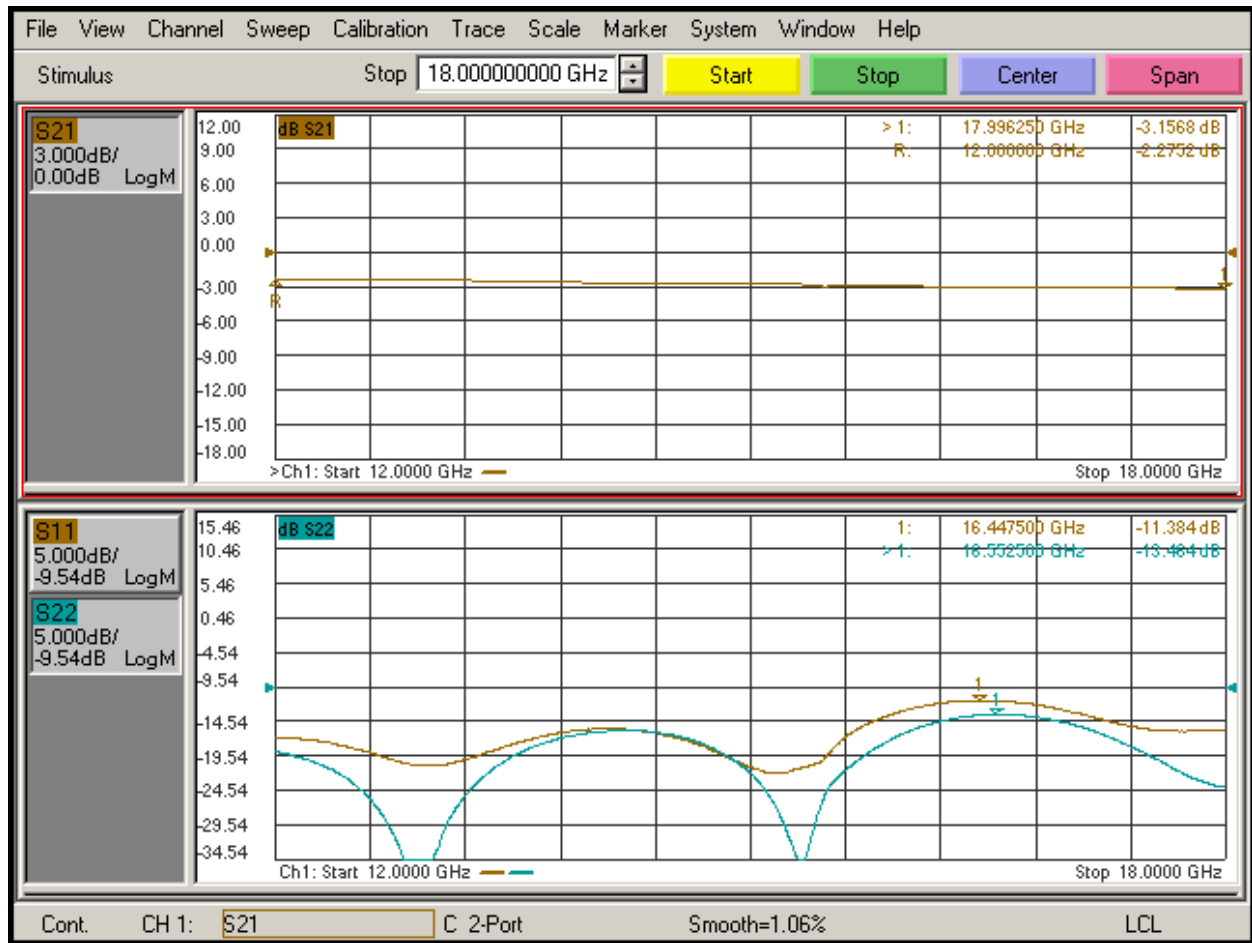 File View Channel Sweep Calibration Trace Scale Marker System Window Help
Stimulus Stop 18.000000000 GHz Start Stop Center Span
S21
3.000dB/
0.00dB LogM
12.00
9.00
6.00
3.00
0.00
-3.00
-6.00
-9.00
-12.00
-15.00
-18.00
dB S21
> 1: 17.996250 GHz -3.1568 dB
R: 12.000000 GHz -2.2752 dB
1
R
>Ch1: Start 12.0000 GHz
Stop 18.0000 GHz
S11
5.000dB/
-9.54dB LogM
S22
5.000dB/
-9.54dB LogM
15.46
10.46
5.46
0.46
-4.54
-9.54
-14.54
-19.54
-24.54
-29.54
-34.54
dB S22
1: 16.447500 GHz -11.384 dB
> 1: 16.552500 GHz -13.484 dB
1
1
Ch1: Start 12.0000 GHz
Stop 18.0000 GHz
Cont. CH 1: S21 C 2-Port Smooth=1.06% LCL